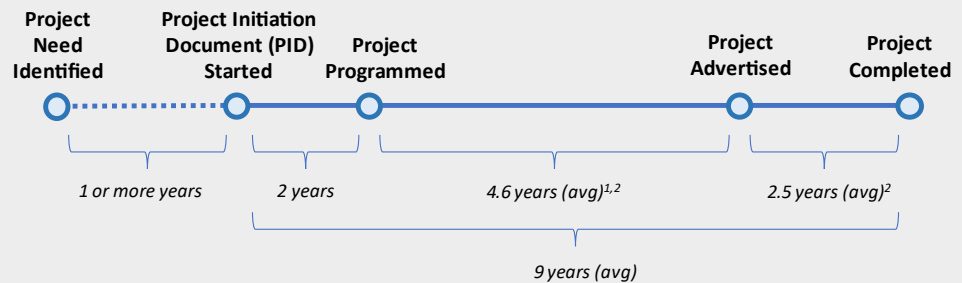 Project
Need
Identified
Project Initiation
Document (PID)
Started
Project
Programmed
Project
Advertised
Project
Completed
1 or more years
2 years
4.6 years (avg)1,2
2.5 years (avg)2
9 years (avg)